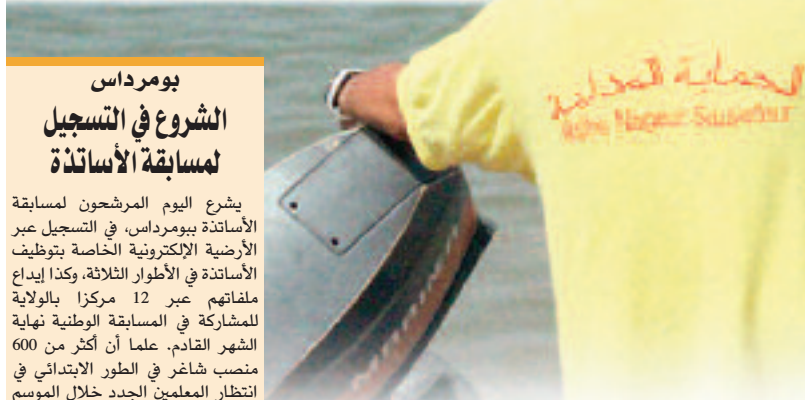 بومرداس
الشروع في التسجيل
لمسابقة الأساتذة
يشرع اليوم المرشحون لمسابقة
الأساتذة ببومرداس، في التسجيل عبر
الأرضية الإلكترونية الخاصة بتوظيف
الأساتذة في الأطوار الثلاثة، وكذا إيداع
ملفاتهم عبر 12 مركزا بالولاية
للمشاركة في المسابقة الوطنية نهاية
الشهر القادم. علما أن أكثر من 600
منصب شاغر في الطور الابتدائي في
انتظار المعلمين الجدد خلال الموسم
الحماية المدنية
Nageur Sauveteur